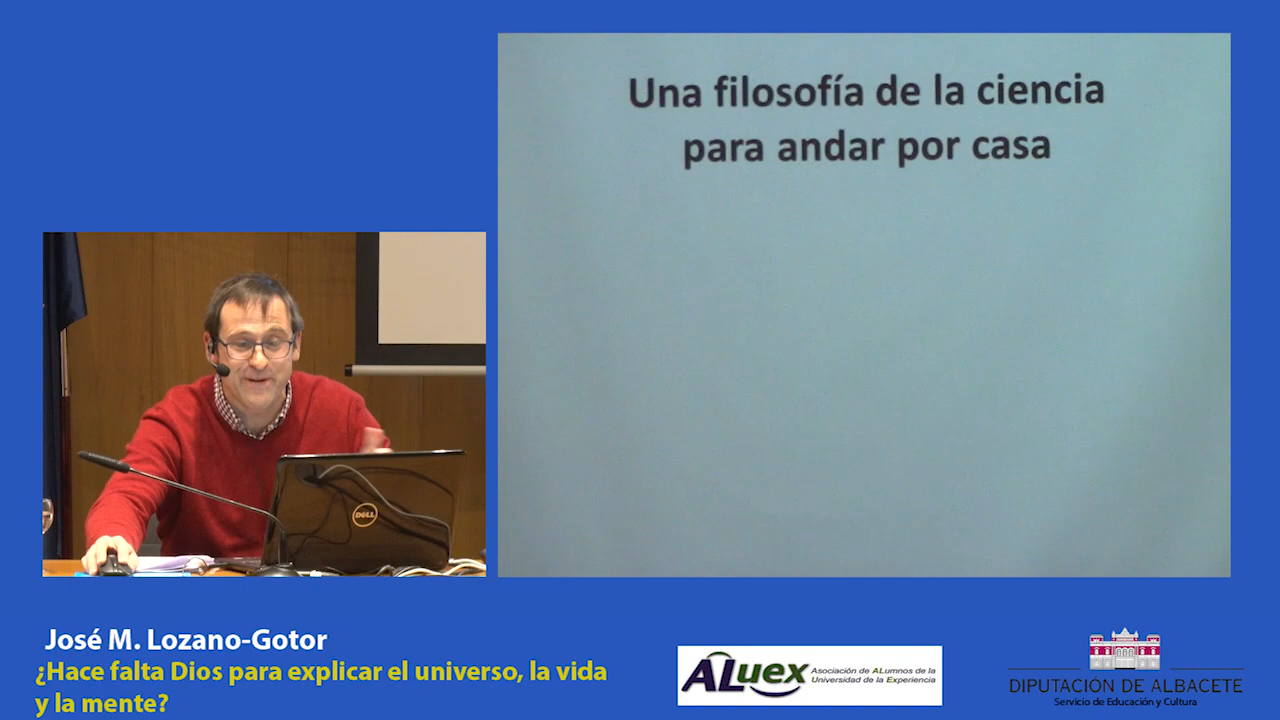 Una filosofía de la ciencia
para andar por casa
DELL
José M. Lozano-Gotor
¿Hace falta Dios para explicar el universo, la vida
y la mente?
ALuex
Asociación de ALumnos de la
Universidad de la Experiencia
DIPUTACIÓN DE ALBACETE
Servicio de Educación y Cultura